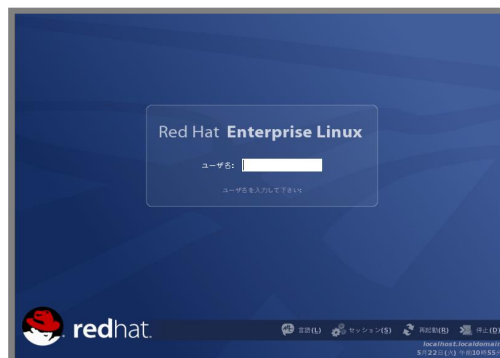 Red Hat Enterprise Linux
ユーザ名:
ユーザ名を入力して下さい:
redhat.
言語(L) セッション(S) 再起動(B) 停止(D)
localhost.localdomain
5月22日(火) 午前10時55